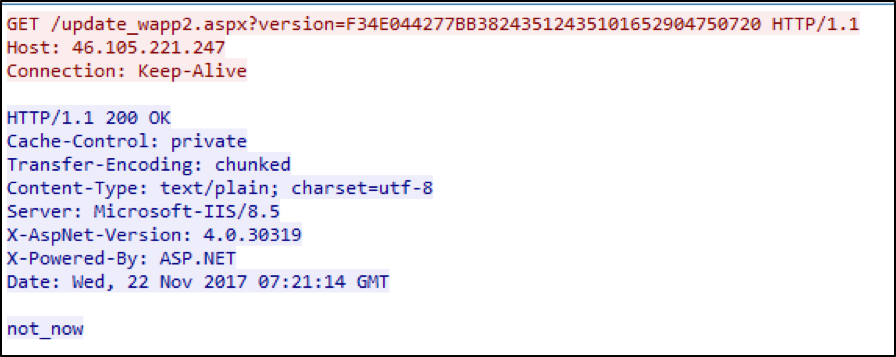 GET /update_wapp2.aspx?version=F34E044277BB38243512435101652904750720 HTTP/1.1
Host: 46.105.221.247
Connection: Keep-Alive
HTTP/1.1 200 OK
Cache-Control: private
Transfer-Encoding: chunked
Content-Type: text/plain; charset=utf-8
Server: Microsoft-IIS/8.5
X-AspNet-Version: 4.0.30319
X-Powered-By: ASP.NET
Date: Wed, 22 Nov 2017 07:21:14 GMT
not_now